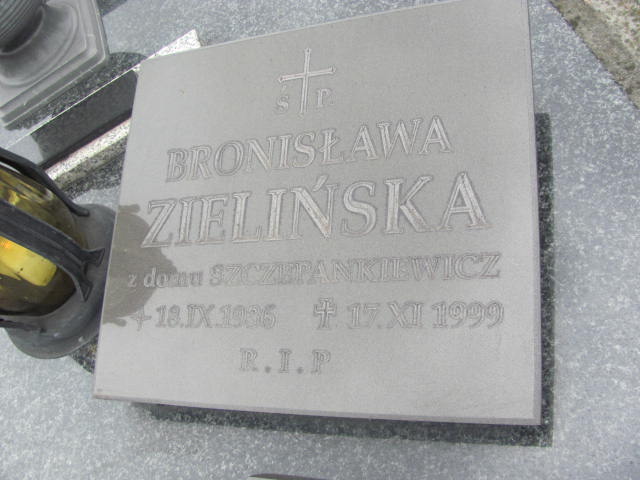 Ś P.
BRONISŁAWA
ZIELIŃSKA
z domu SZCZEPANKIEWICZ
18.IX.1936 17.XI 1999
R.I.P